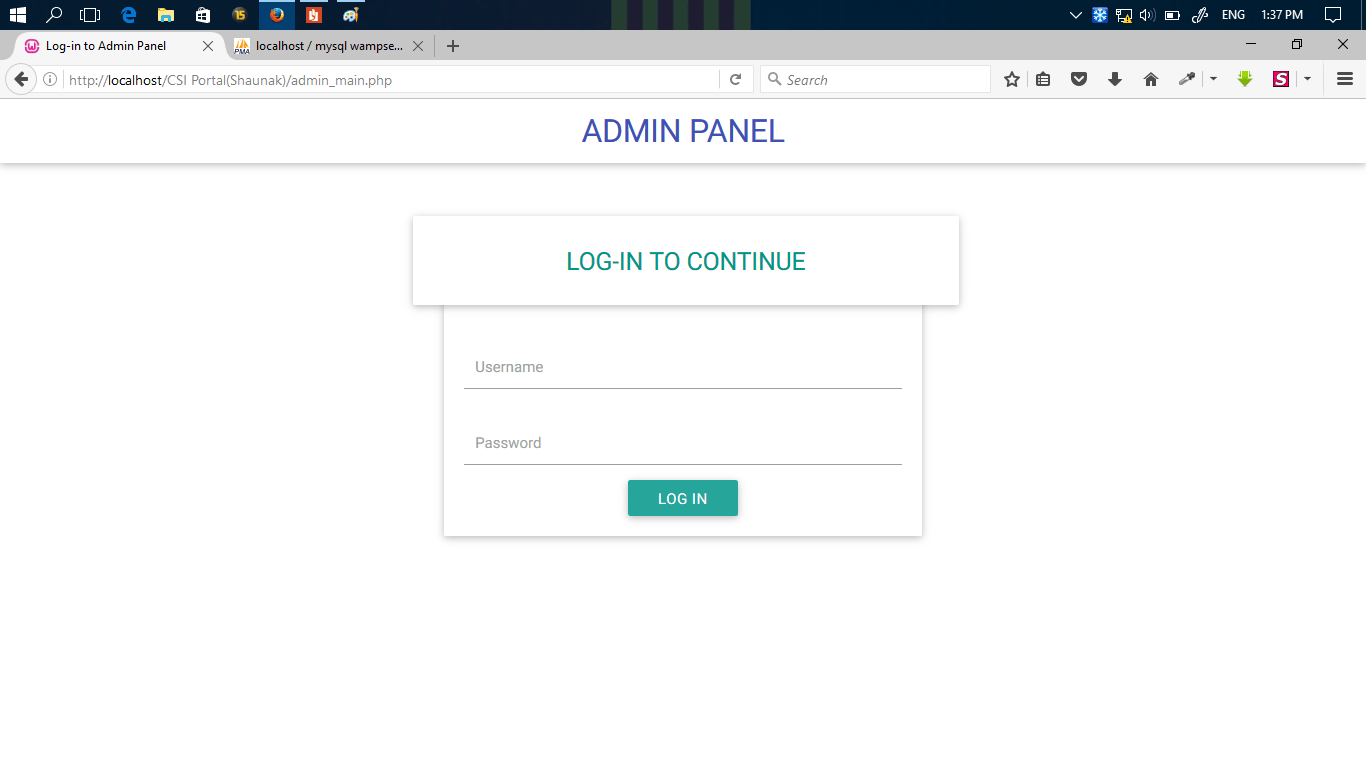 ENG 1:37 PM
Log-in to Admin Panel
localhost / mysql wampse...
http://localhost/CSI Portal(Shaunak)/admin_main.php
Search
ADMIN PANEL
LOG-IN TO CONTINUE
Username
Password
LOG IN